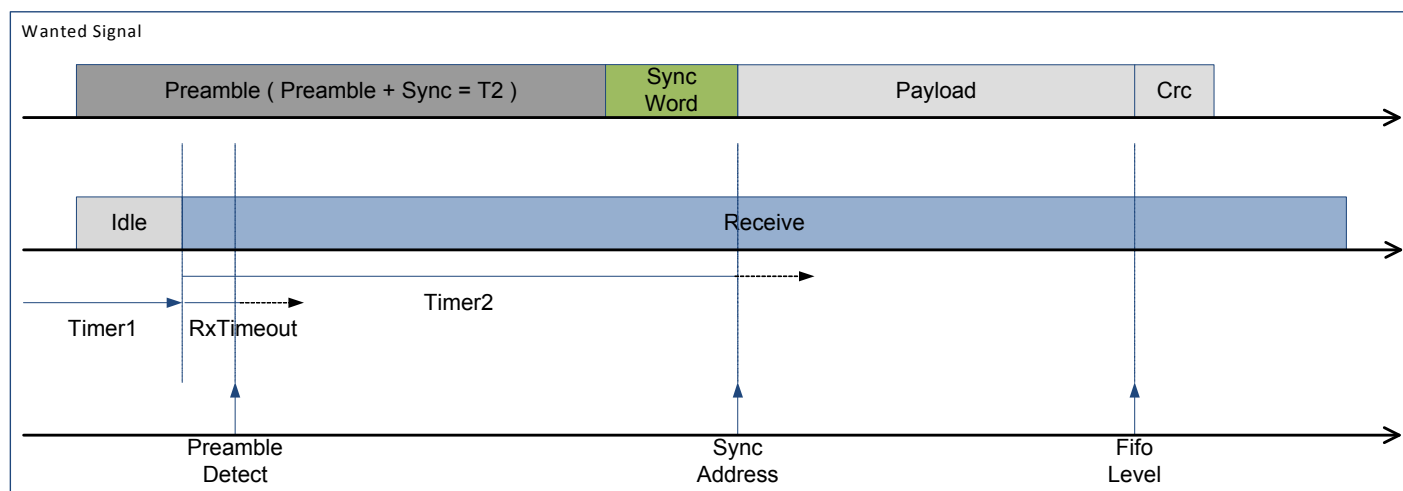 Wanted Signal
Preamble ( Preamble + Sync = T2 )
Sync
Word
Payload
Crc
Idle
Receive
Timer1
RxTimeout
Timer2
Preamble
Detect
Sync
Address
Fifo
Level